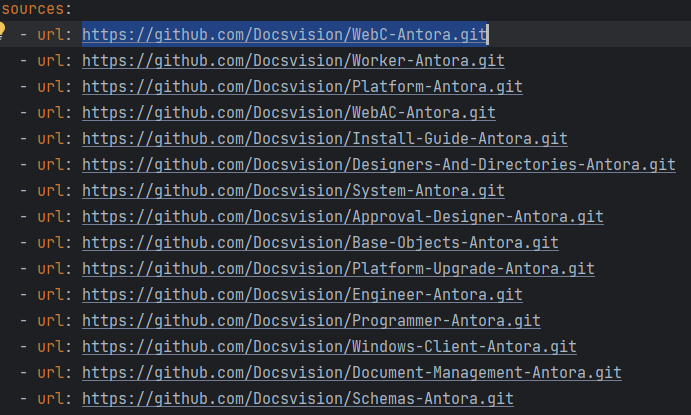 sources:
- url: https://github.com/Docsvision/WebC-Antora.git
- url: https://github.com/Docsvision/Worker-Antora.git
- url: https://github.com/Docsvision/Platform-Antora.git
- url: https://github.com/Docsvision/WebAC-Antora.git
- url: https://github.com/Docsvision/Install-Guide-Antora.git
- url: https://github.com/Docsvision/Designers-And-Directories-Antora.git
- url: https://github.com/Docsvision/System-Antora.git
- url: https://github.com/Docsvision/Approval-Designer-Antora.git
- url: https://github.com/Docsvision/Base-Objects-Antora.git
- url: https://github.com/Docsvision/Platform-Upgrade-Antora.git
- url: https://github.com/Docsvision/Engineer-Antora.git
- url: https://github.com/Docsvision/Programmer-Antora.git
- url: https://github.com/Docsvision/Windows-Client-Antora.git
- url: https://github.com/Docsvision/Document-Management-Antora.git
- url: https://github.com/Docsvision/Schemas-Antora.git